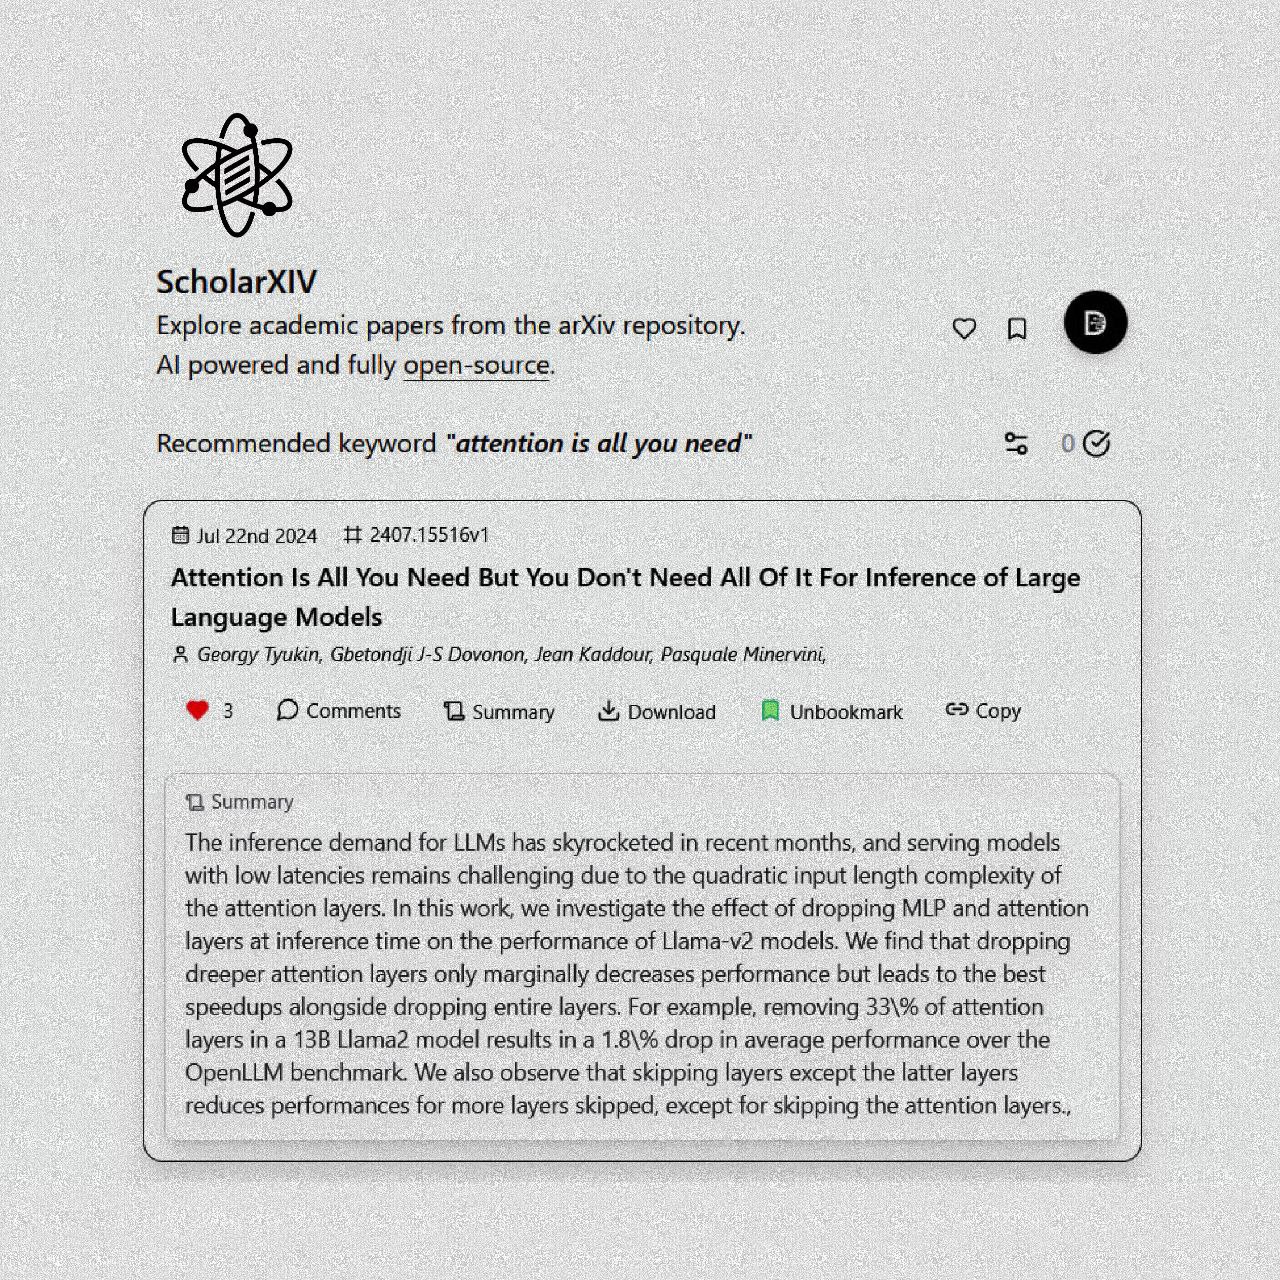 ScholarXIV
Explore academic papers from the arXiv repository.
AI powered and fully open-source.
Recommended keyword "attention is all you need"
0
Jul 22nd 2024 2407.15516v1
Attention Is All You Need But You Don't Need All Of It For Inference of Large
Language Models
Georgy Tyukin, Gbetondji J-S Dovonon, Jean Kaddour, Pasquale Minervini,
3 Comments Summary Download Unbookmark Copy
Summary
The inference demand for LLMs has skyrocketed in recent months, and serving models
with low latencies remains challenging due to the quadratic input length complexity of
the attention layers. In this work, we investigate the effect of dropping MLP and attention
layers at inference time on the performance of Llama-v2 models. We find that dropping
dreeper attention layers only marginally decreases performance but leads to the best
speedups alongside dropping entire layers. For example, removing 33\% of attention
layers in a 13B Llama2 model results in a 1.8\% drop in average performance over the
OpenLLM benchmark. We also observe that skipping layers except the latter layers
reduces performances for more layers skipped, except for skipping the attention layers.,